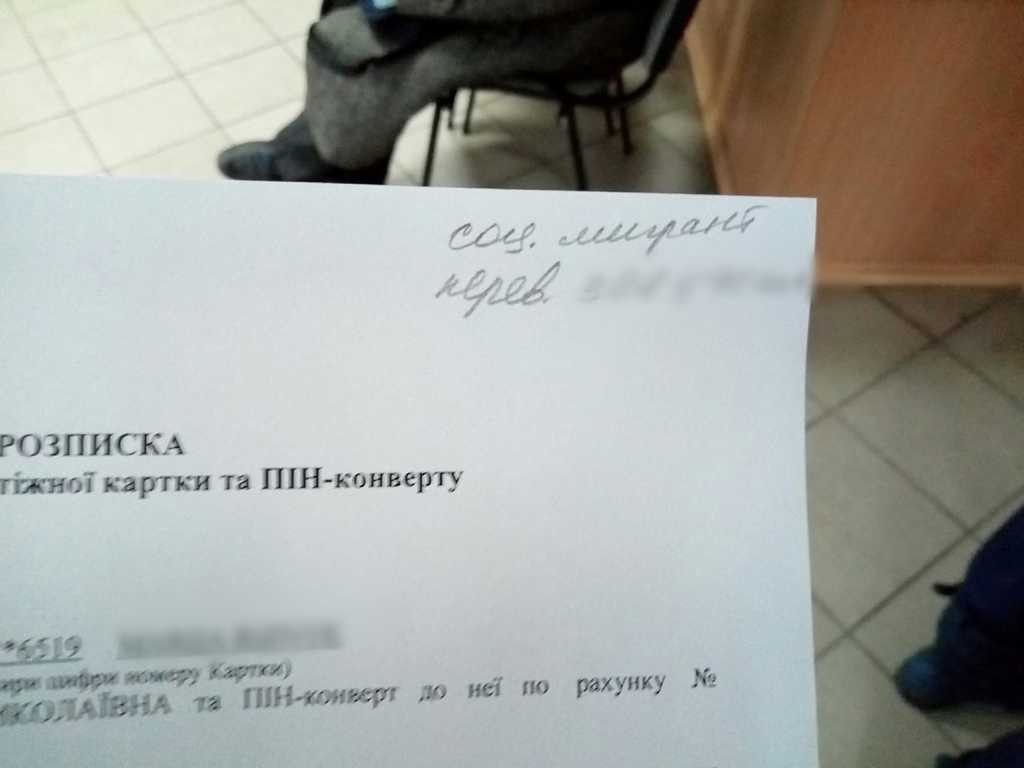 соц. мигрант
перев.
РОЗПИСКА
тіжної картки та ПІН-конверту
*6519
ири цифри номеру Картки)
ИКОЛАЇВНА та ПІН-конверт до неї по рахунку №